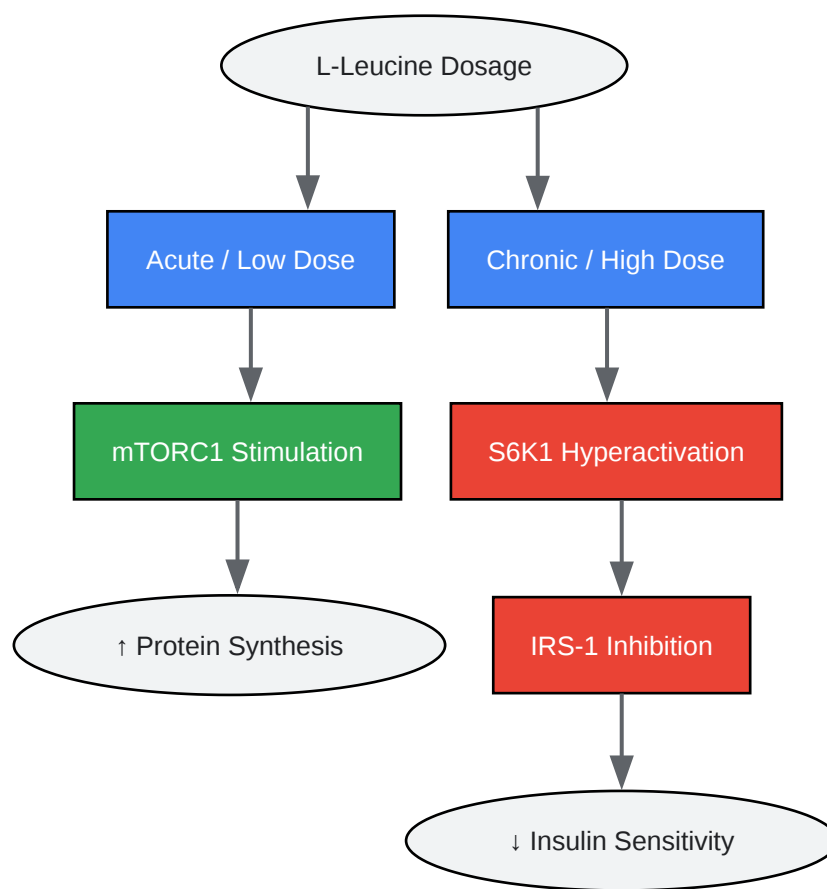 L-Leucine Dosage
Acute / Low Dose
Chronic / High Dose
mTORC1 Stimulation
S6K1 Hyperactivation
↑ Protein Synthesis
IRS-1 Inhibition
↓ Insulin Sensitivity